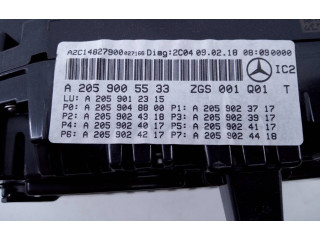 A2C14827900 Diag:2C04 09.02.18 08:09 0000
IC2
A 205 900 55 33 ZGS 001 Q01 T
LU: A 205 901 23 15
P0: A 205 904 88 00 P1: A 205 902 37 17
P2: A 205 902 43 18 P3: A 205 902 39 17
P4: A 205 902 40 17 P5: A 205 902 41 17
P6: A 205 902 42 17 P7: A 205 902 44 18